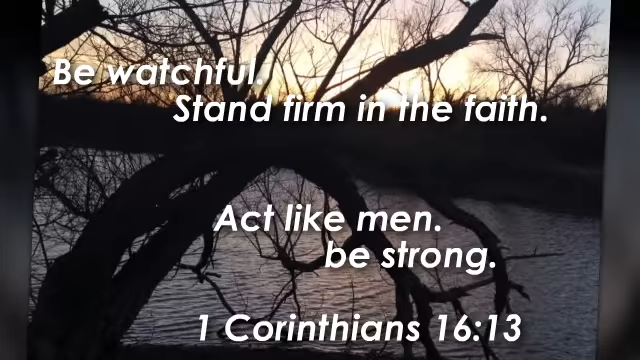 Be watchful.
Stand firm in the faith.
Act like men.
be strong.
1 Corinthians 16:13